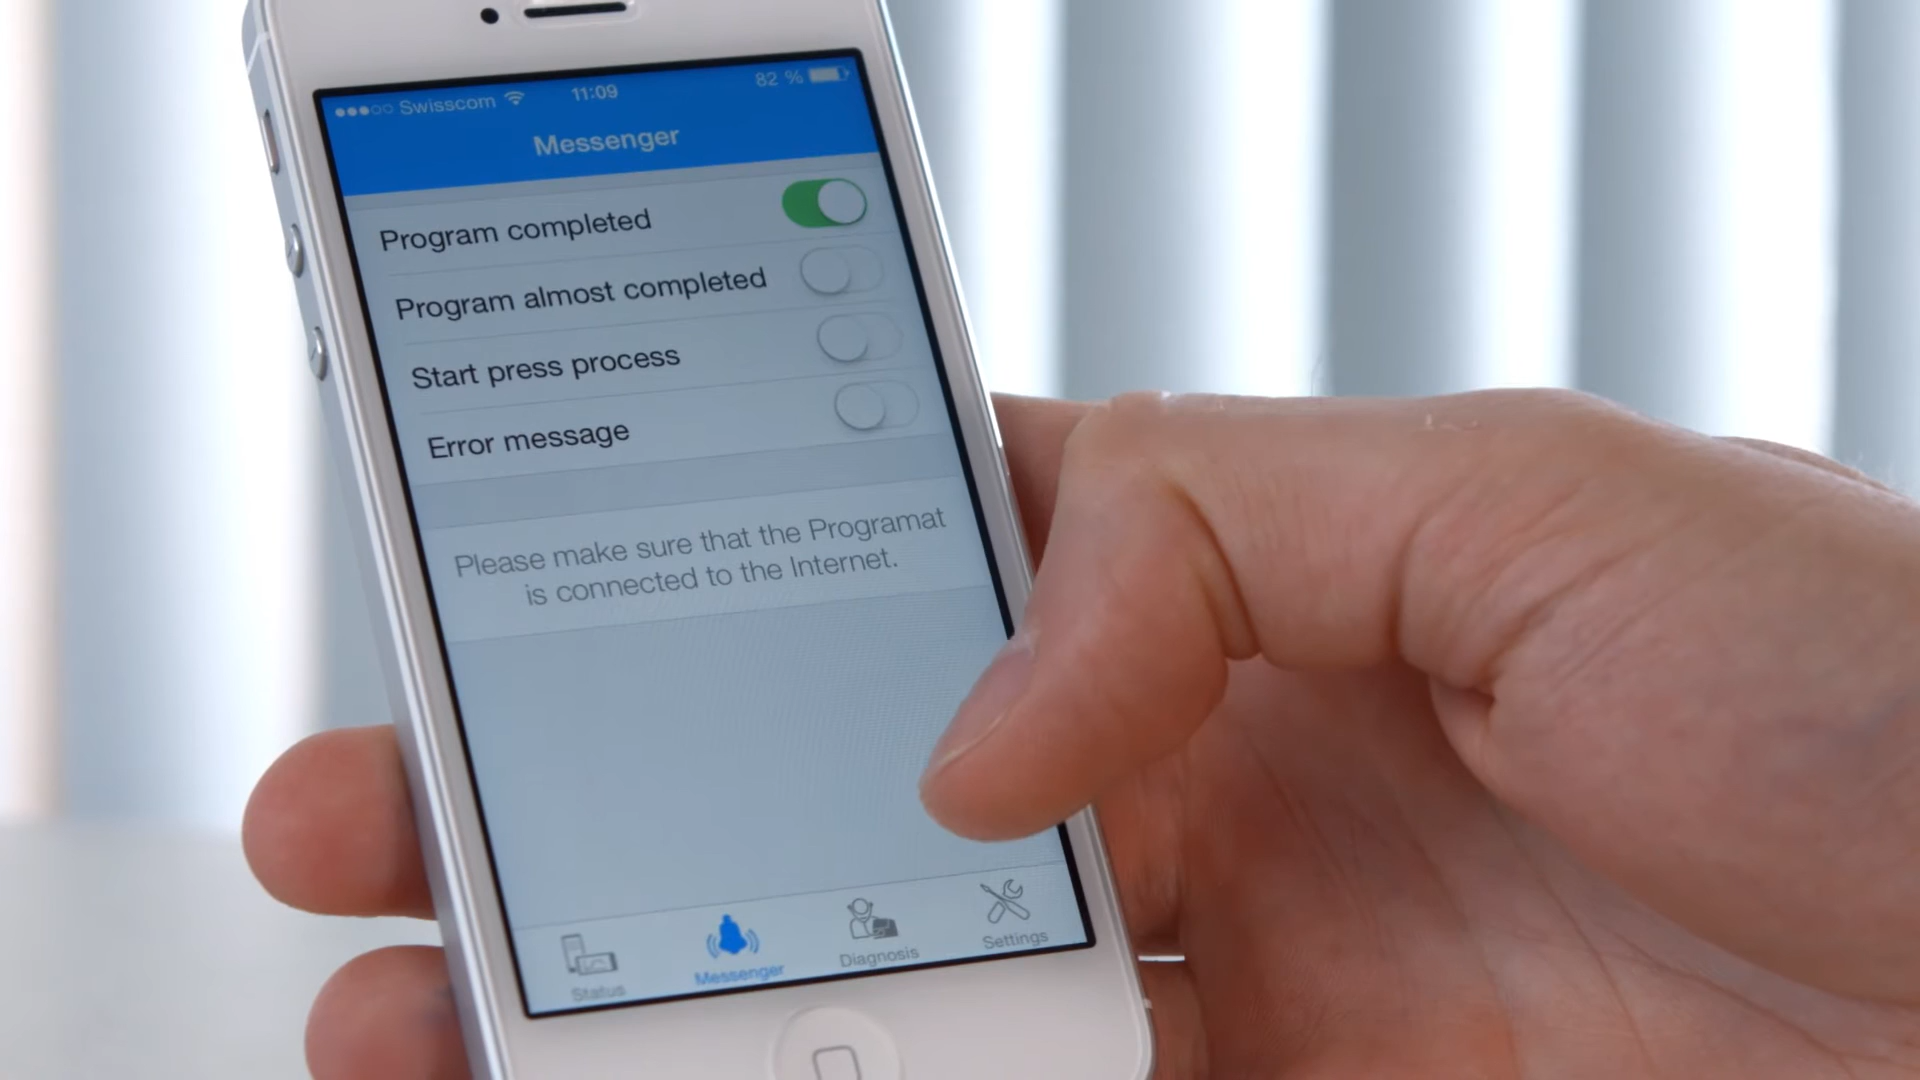 Swisscom 11:09 82 %
Messenger
Program completed
Program almost completed
Start press process
Error message
Please make sure that the Programat
is connected to the Internet.
Status Messenger Diagnosis Settings